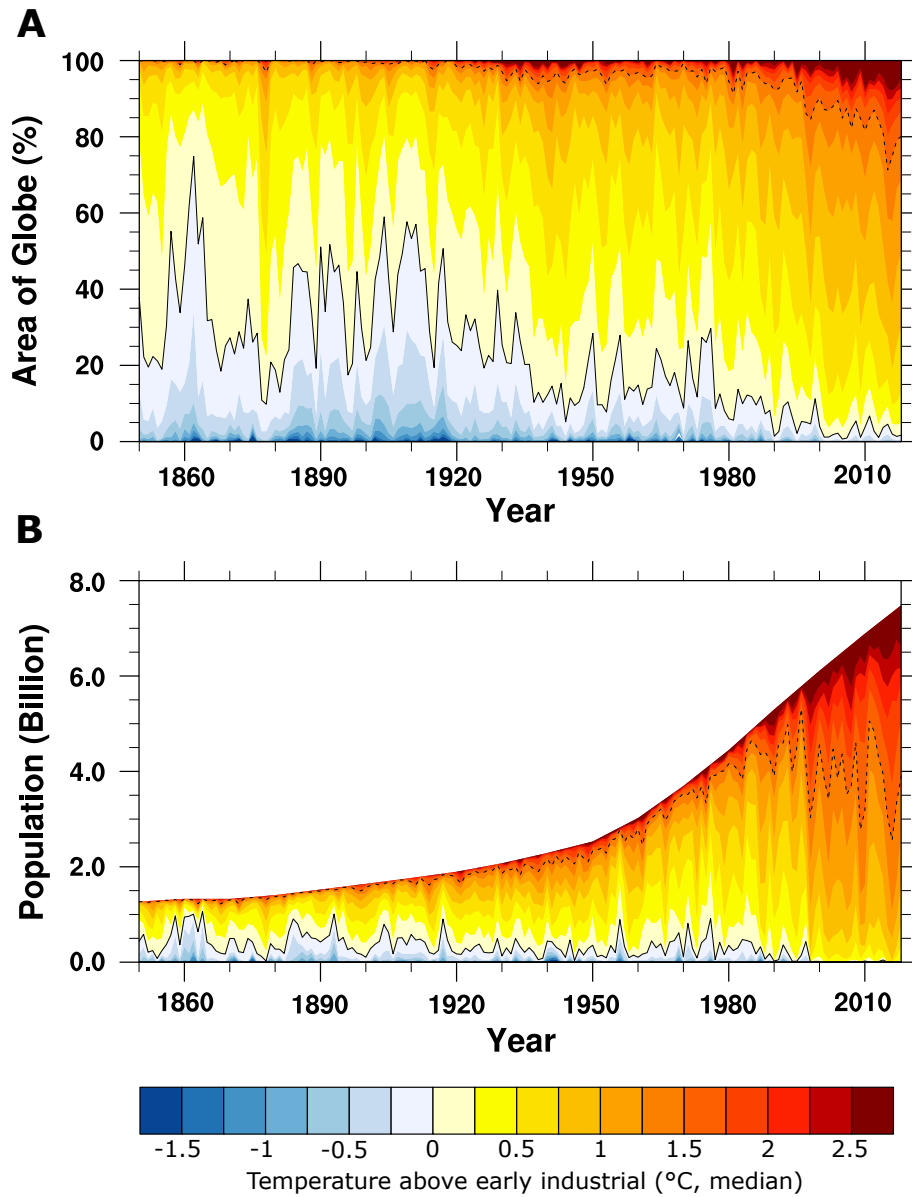 A
Area of Globe (%)
100
80
60
40
20
0
1860 1890 1920 1950 1980 2010
Year
B
Population (Billion)
8.0
6.0
4.0
2.0
0.0
1860 1890 1920 1950 1980 2010
Year
-1.5 -1 -0.5 0 0.5 1 1.5 2 2.5
Temperature above early industrial (°C, median)